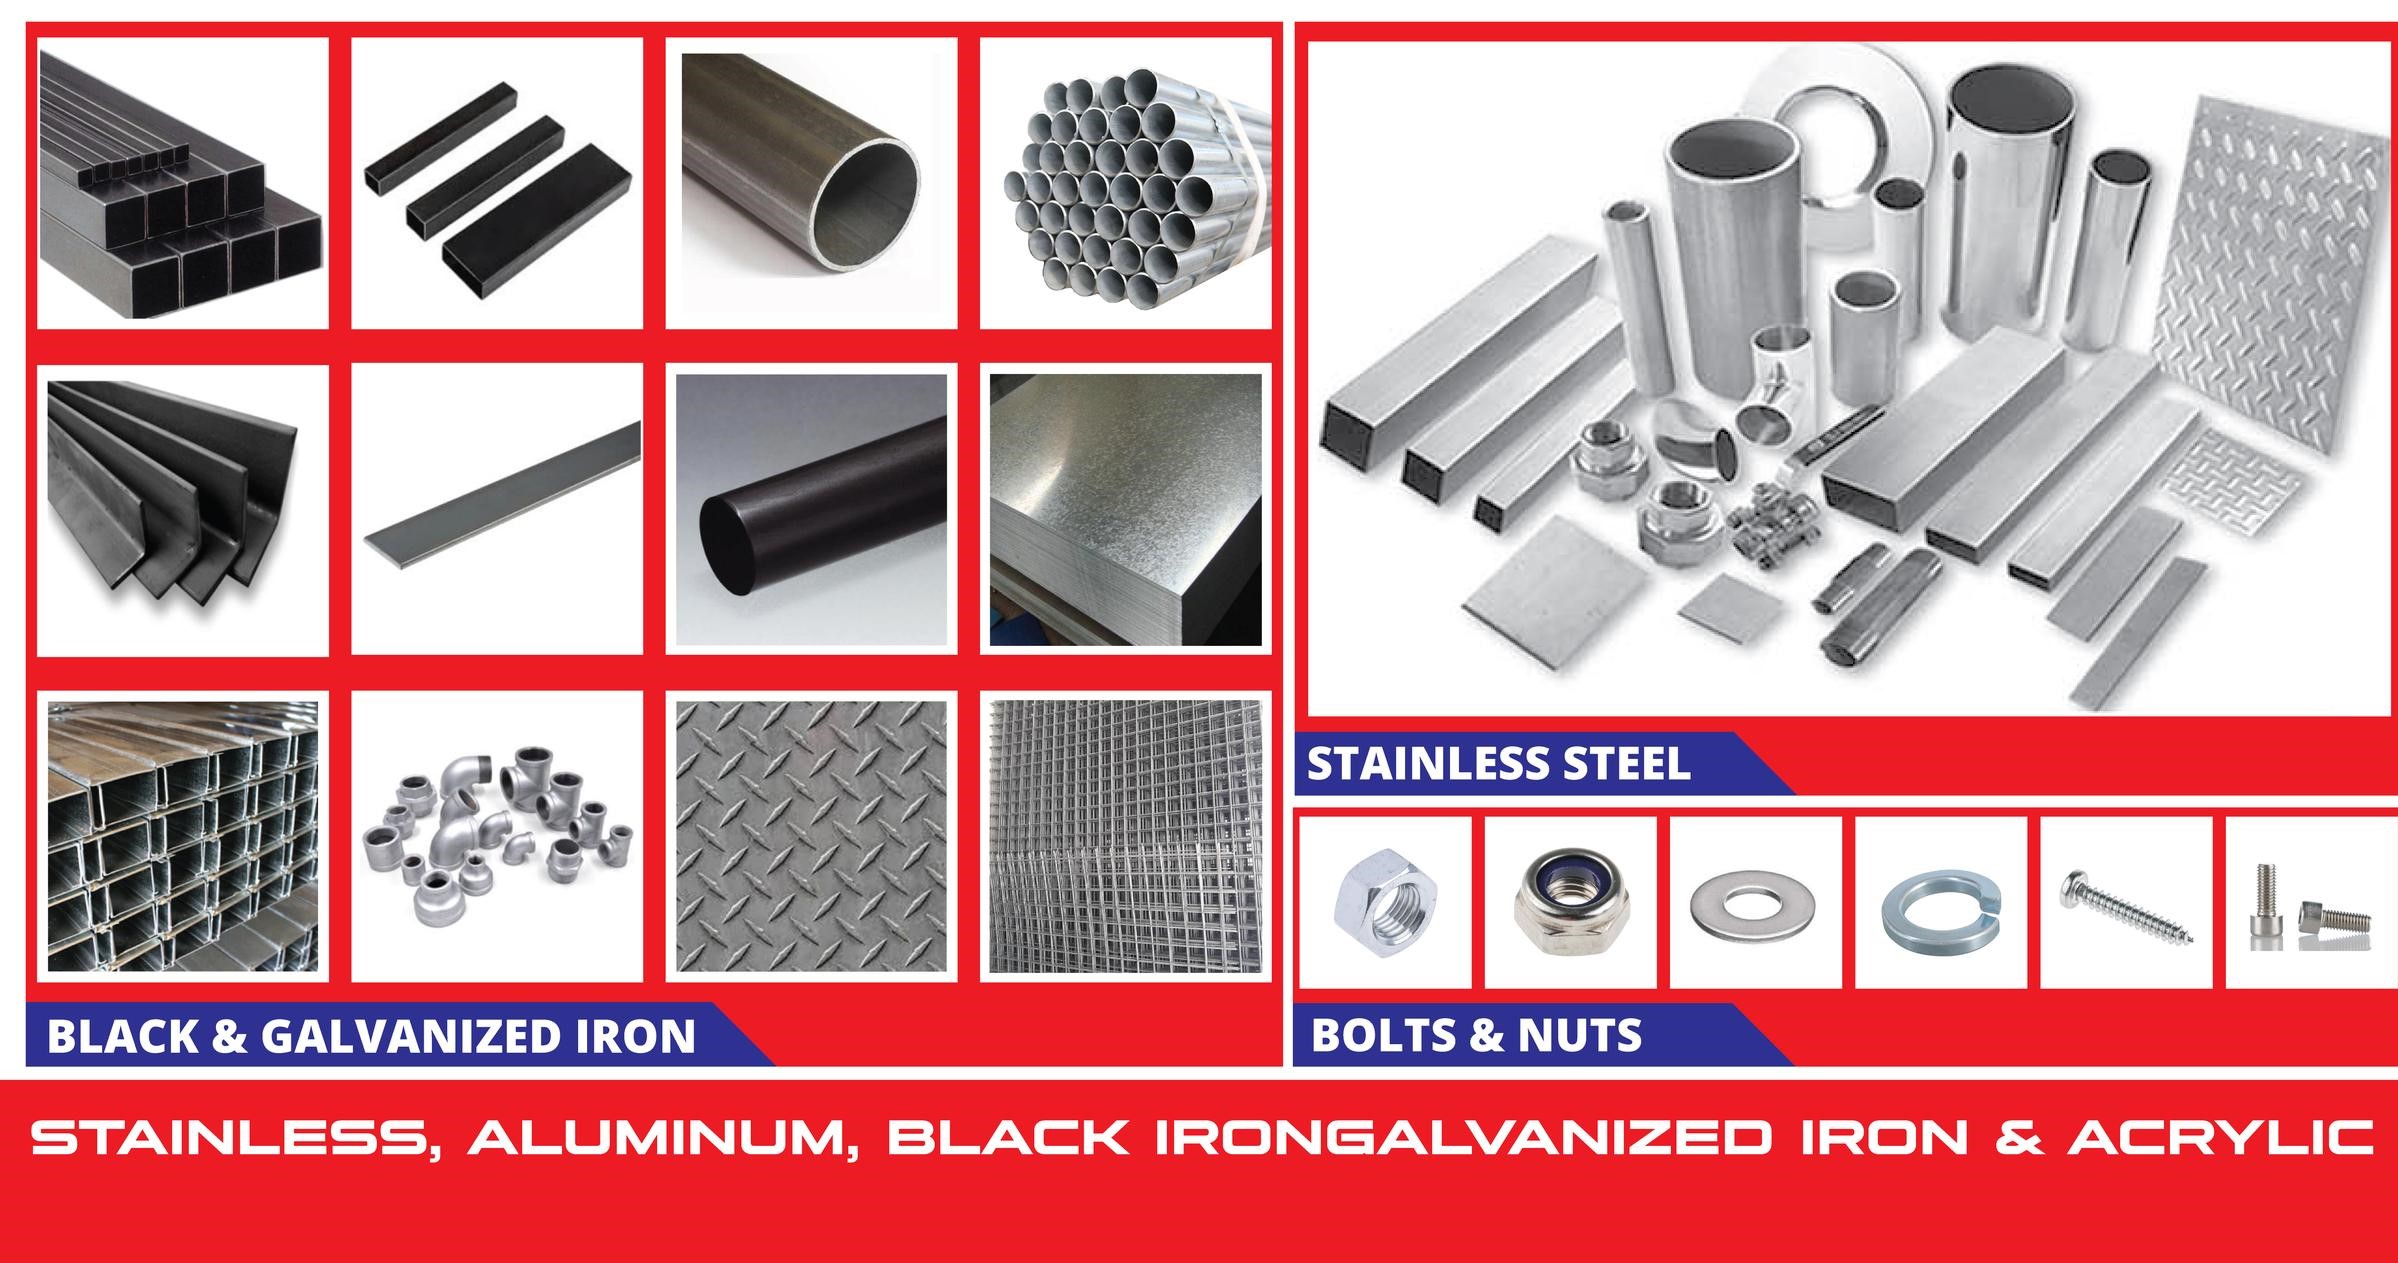 STAINLESS STEEL
BLACK & GALVANIZED IRON
BOLTS & NUTS
STAINLESS, ALUMINUM, BLACK IRONGALVANIZED IRON & ACRYLIC